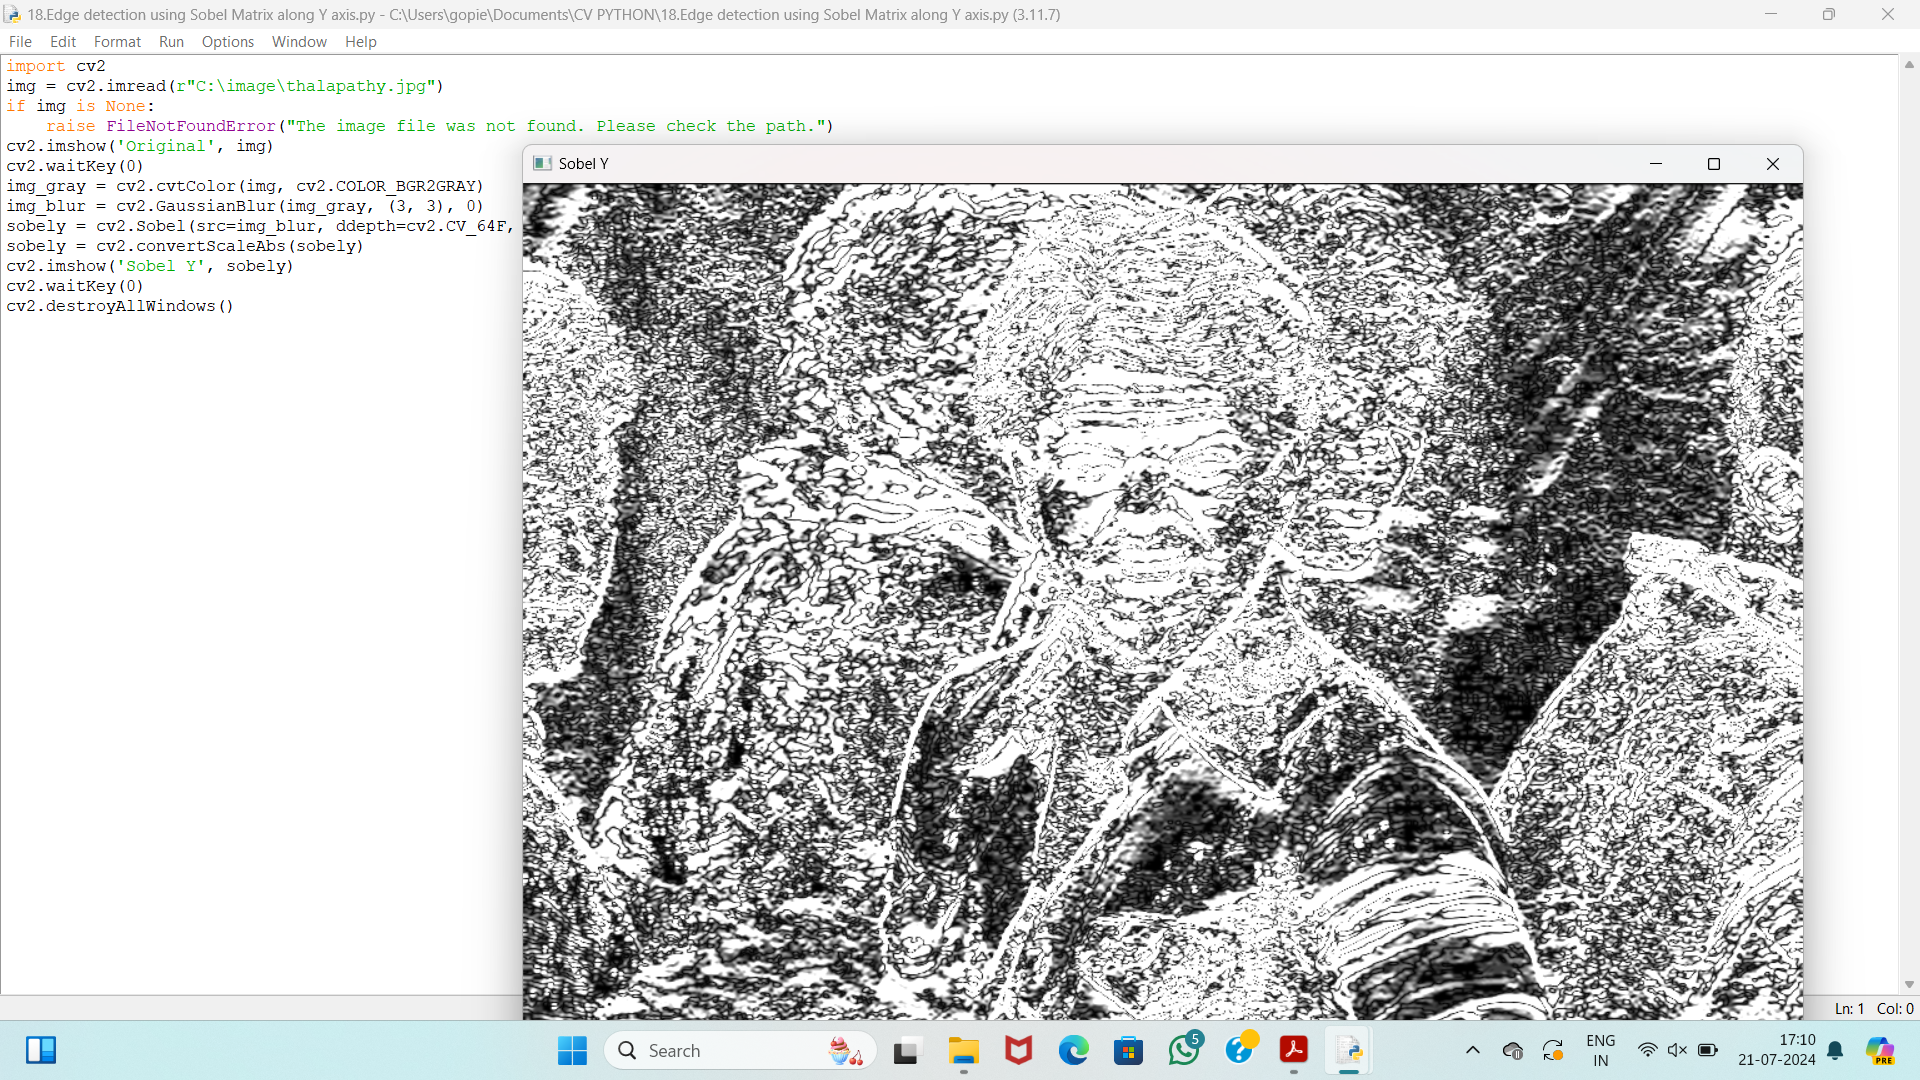 18.Edge detection using Sobel Matrix along Y axis.py - C:\Users\gopie\Documents\CV PYTHON\18.Edge detection using Sobel Matrix along Y axis.py (3.11.7)
File Edit Format Run Options Window Help
import cv2
img = cv2.imread(r"C:\image\thalapathy.jpg")
if img is None:
    raise FileNotFoundError("The image file was not found. Please check the path.")
cv2.imshow('Original', img)
cv2.waitKey(0)
img_gray = cv2.cvtColor(img, cv2.COLOR_BGR2GRAY)
img_blur = cv2.GaussianBlur(img_gray, (3, 3), 0)
sobely = cv2.Sobel(src=img_blur, ddepth=cv2.CV_64F,
sobely = cv2.convertScaleAbs(sobely)
cv2.imshow('Sobel Y', sobely)
cv2.waitKey(0)
cv2.destroyAllWindows()
Sobel Y
Ln: 1 Col: 0
Search
5
ENG
IN
17:10
21-07-2024
PRE